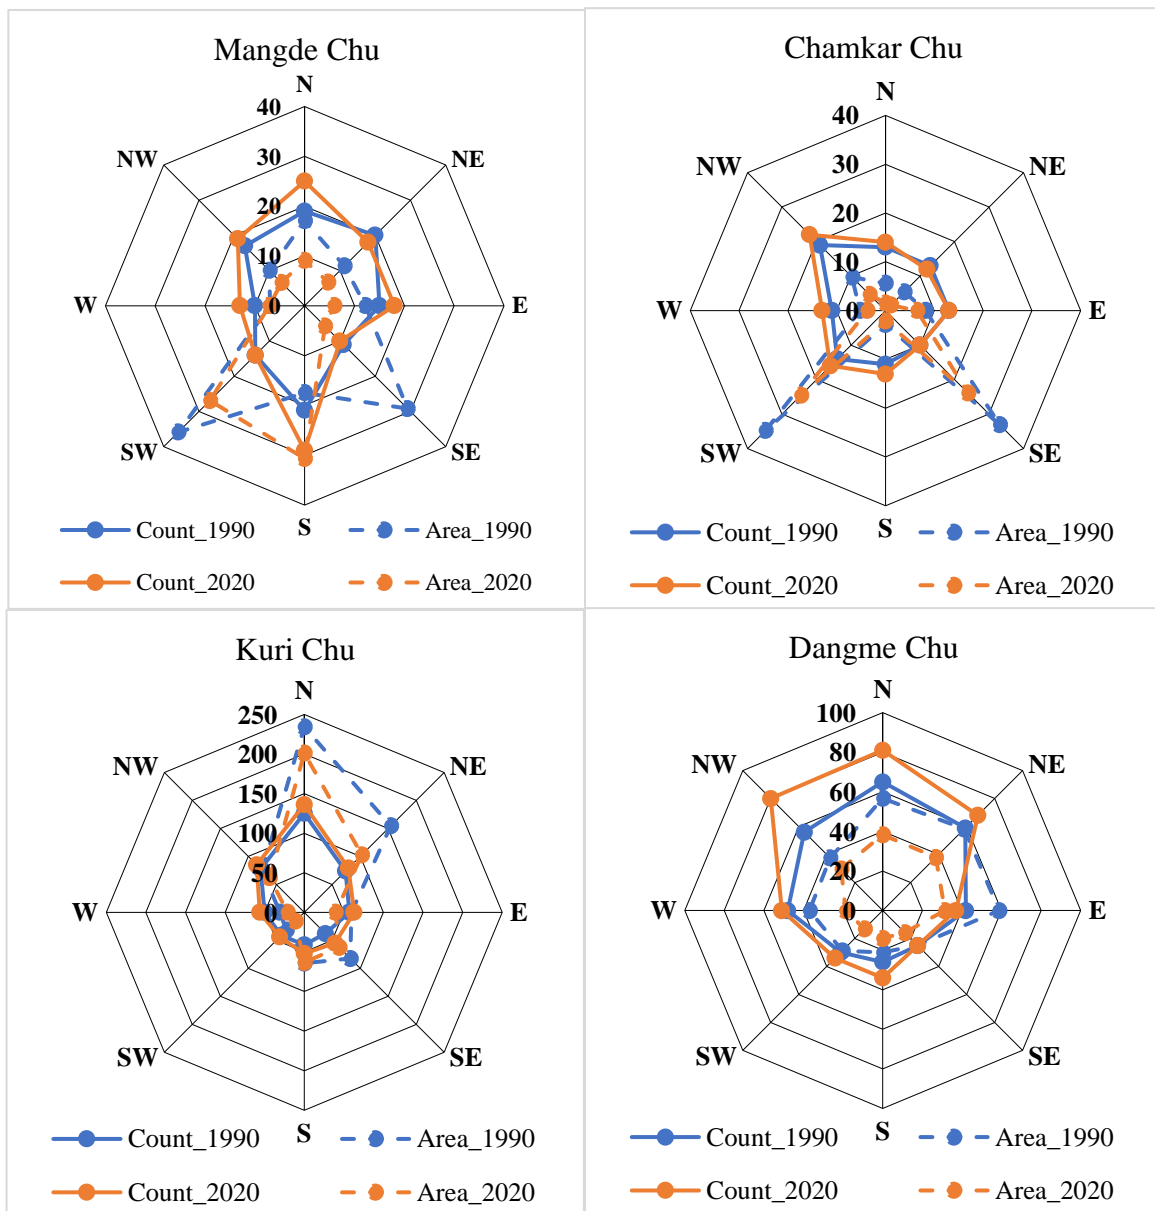 Mangde Chu
N
NE
E
SE
S
SW
W
NW
40
30
20
10
0
Count_1990
Area_1990
Count_2020
Area_2020
Chamkar Chu
N
NE
E
SE
S
SW
W
NW
40
30
20
10
0
Count_1990
Area_1990
Count_2020
Area_2020
Kuri Chu
N
NE
E
SE
S
SW
W
NW
250
200
150
100
50
0
Count_1990
Area_1990
Count_2020
Area_2020
Dangme Chu
N
NE
E
SE
S
SW
W
NW
100
80
60
40
20
0
Count_1990
Area_1990
Count_2020
Area_2020